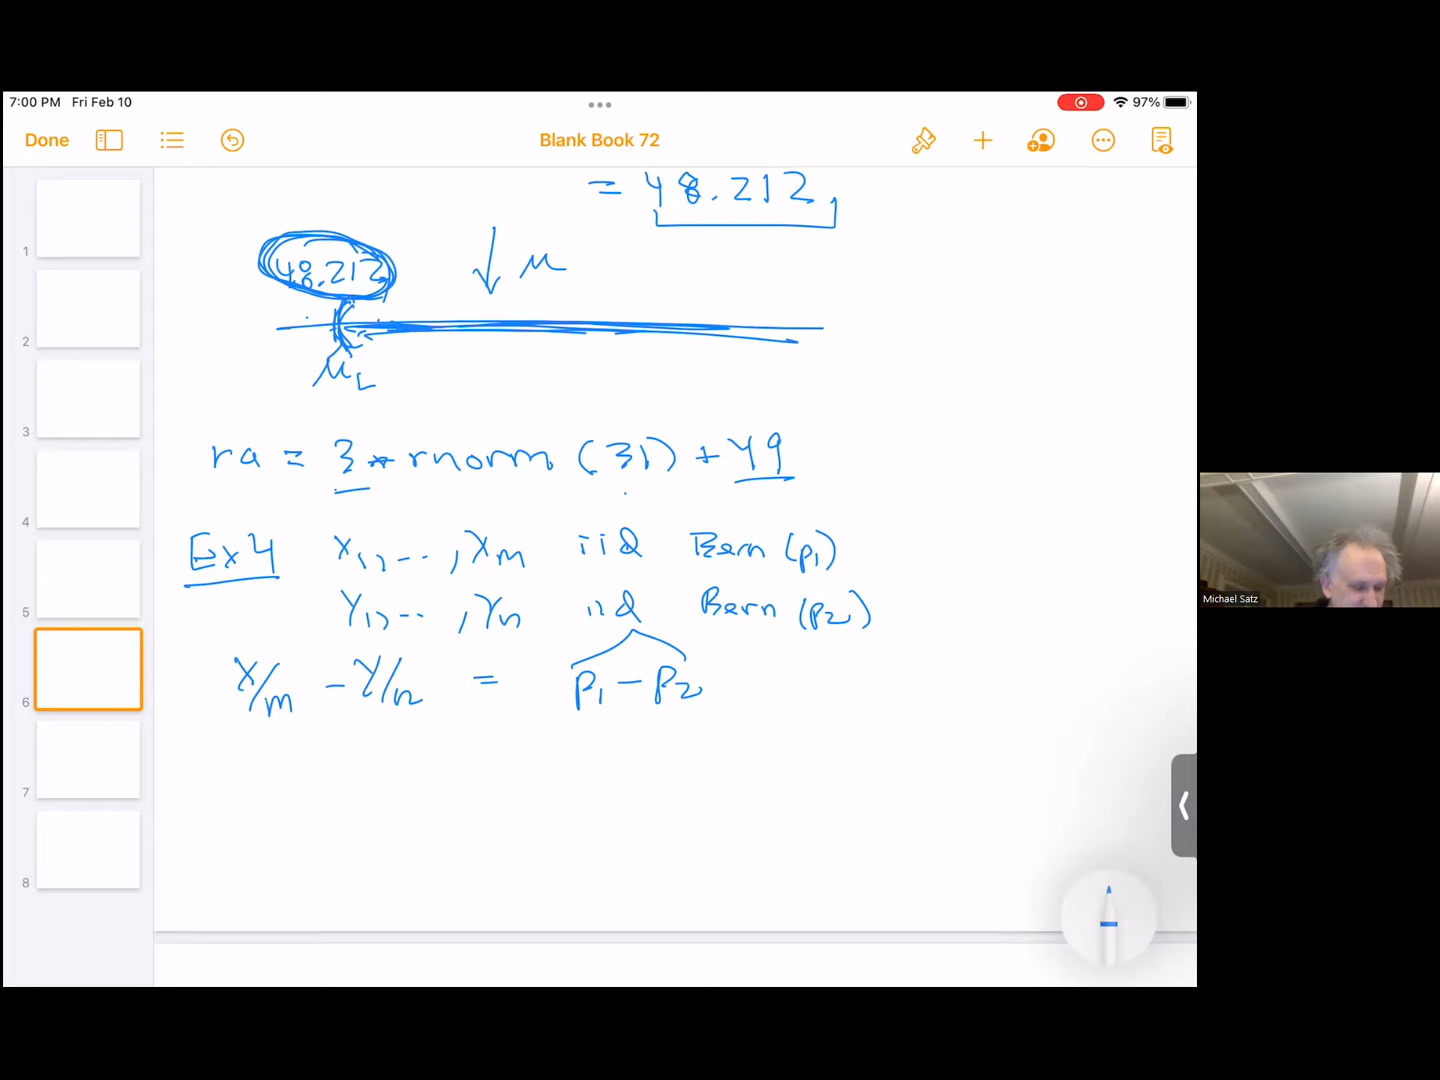 7:00 PM Fri Feb 10
97%
Done
Blank Book 72
= 48.212
48.212
μ
μL
ra = 3 * rnorm (31) + 49
Ex 4 X1, ... , Xm iid Bern (p1)
Y1, ... , Yn iid Bern (p2)
X/m - Y/n = p1 - p2
1
2
3
4
5
6
7
8
Michael Satz